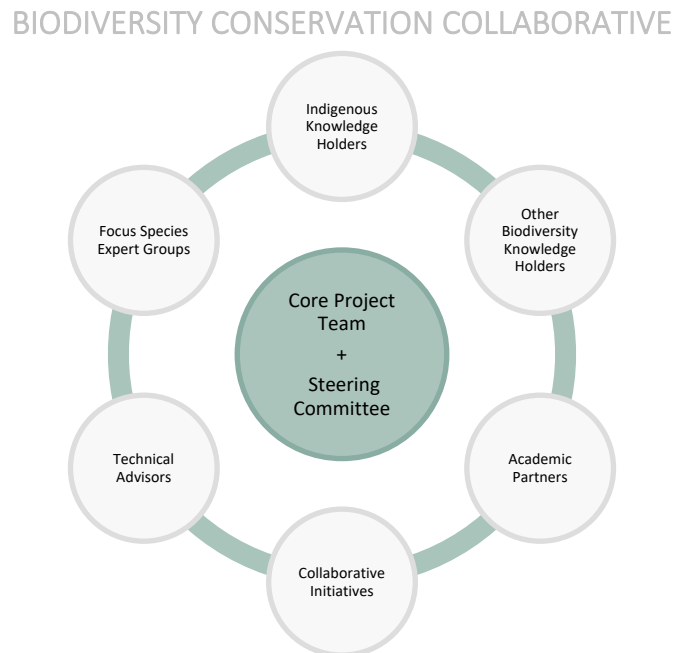 BIODIVERSITY CONSERVATION COLLABORATIVE
Indigenous
Knowledge
Holders
Other
Biodiversity
Knowledge
Holders
Academic
Partners
Collaborative
Initiatives
Technical
Advisors
Focus Species
Expert Groups
Core Project
Team
+
Steering
Committee